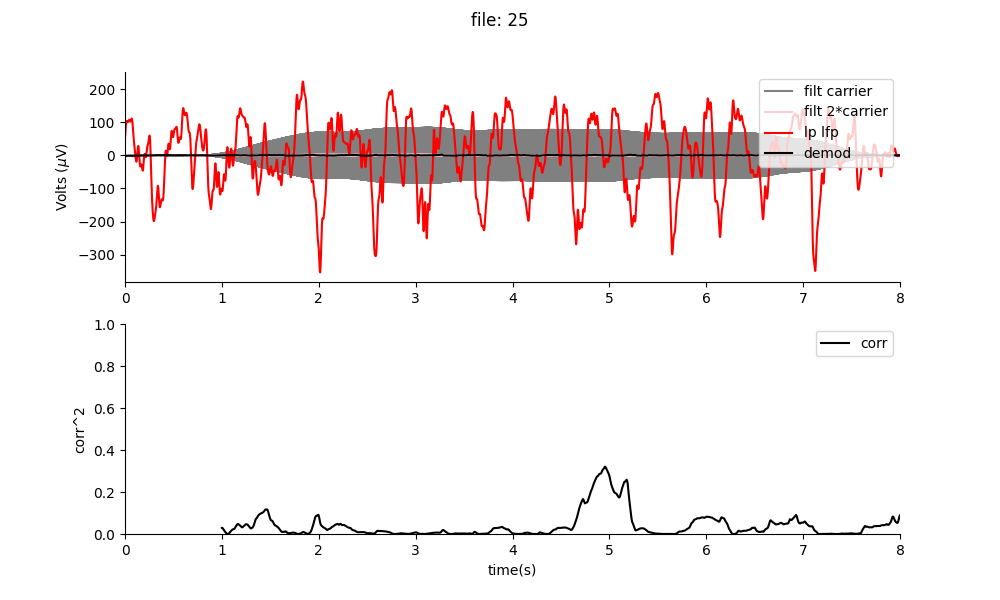 file: 25
200
100
0
−100
−200
−300
Volts (μV)
filt carrier
filt 2*carrier
lp lfp
demod
0 1 2 3 4 5 6 7 8
1.0
0.8
0.6
0.4
0.2
0.0
corr^2
corr
0 1 2 3 4 5 6 7 8
time(s)